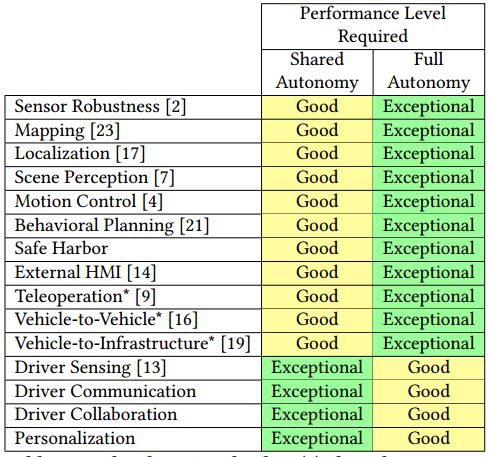 Performance Level
Required
Shared Full
Autonomy Autonomy
Sensor Robustness [2] Good Exceptional
Mapping [23] Good Exceptional
Localization [17] Good Exceptional
Scene Perception [7] Good Exceptional
Motion Control [4] Good Exceptional
Behavioral Planning [21] Good Exceptional
Safe Harbor Good Exceptional
External HMI [14] Good Exceptional
Teleoperation* [9] Good Exceptional
Vehicle-to-Vehicle* [16] Good Exceptional
Vehicle-to-Infrastructure* [19] Good Exceptional
Driver Sensing [13] Exceptional Good
Driver Communication Exceptional Good
Driver Collaboration Exceptional Good
Personalization Exceptional Good